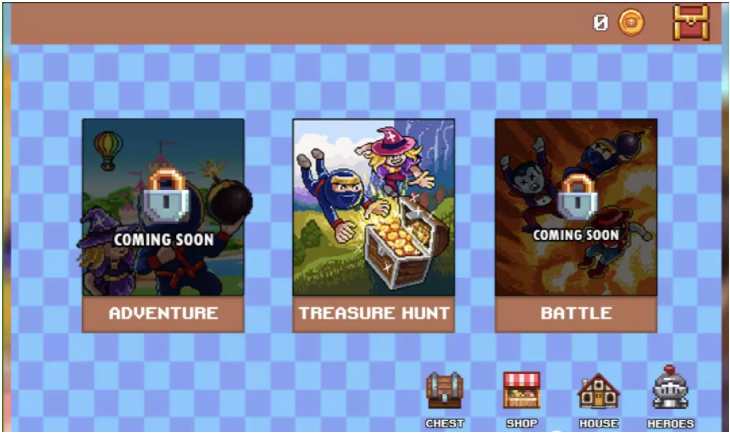 0
COMING SOON
COMING SOON
ADVENTURE
TREASURE HUNT
BATTLE
CHEST
SHOP
HOUSE
HEROES